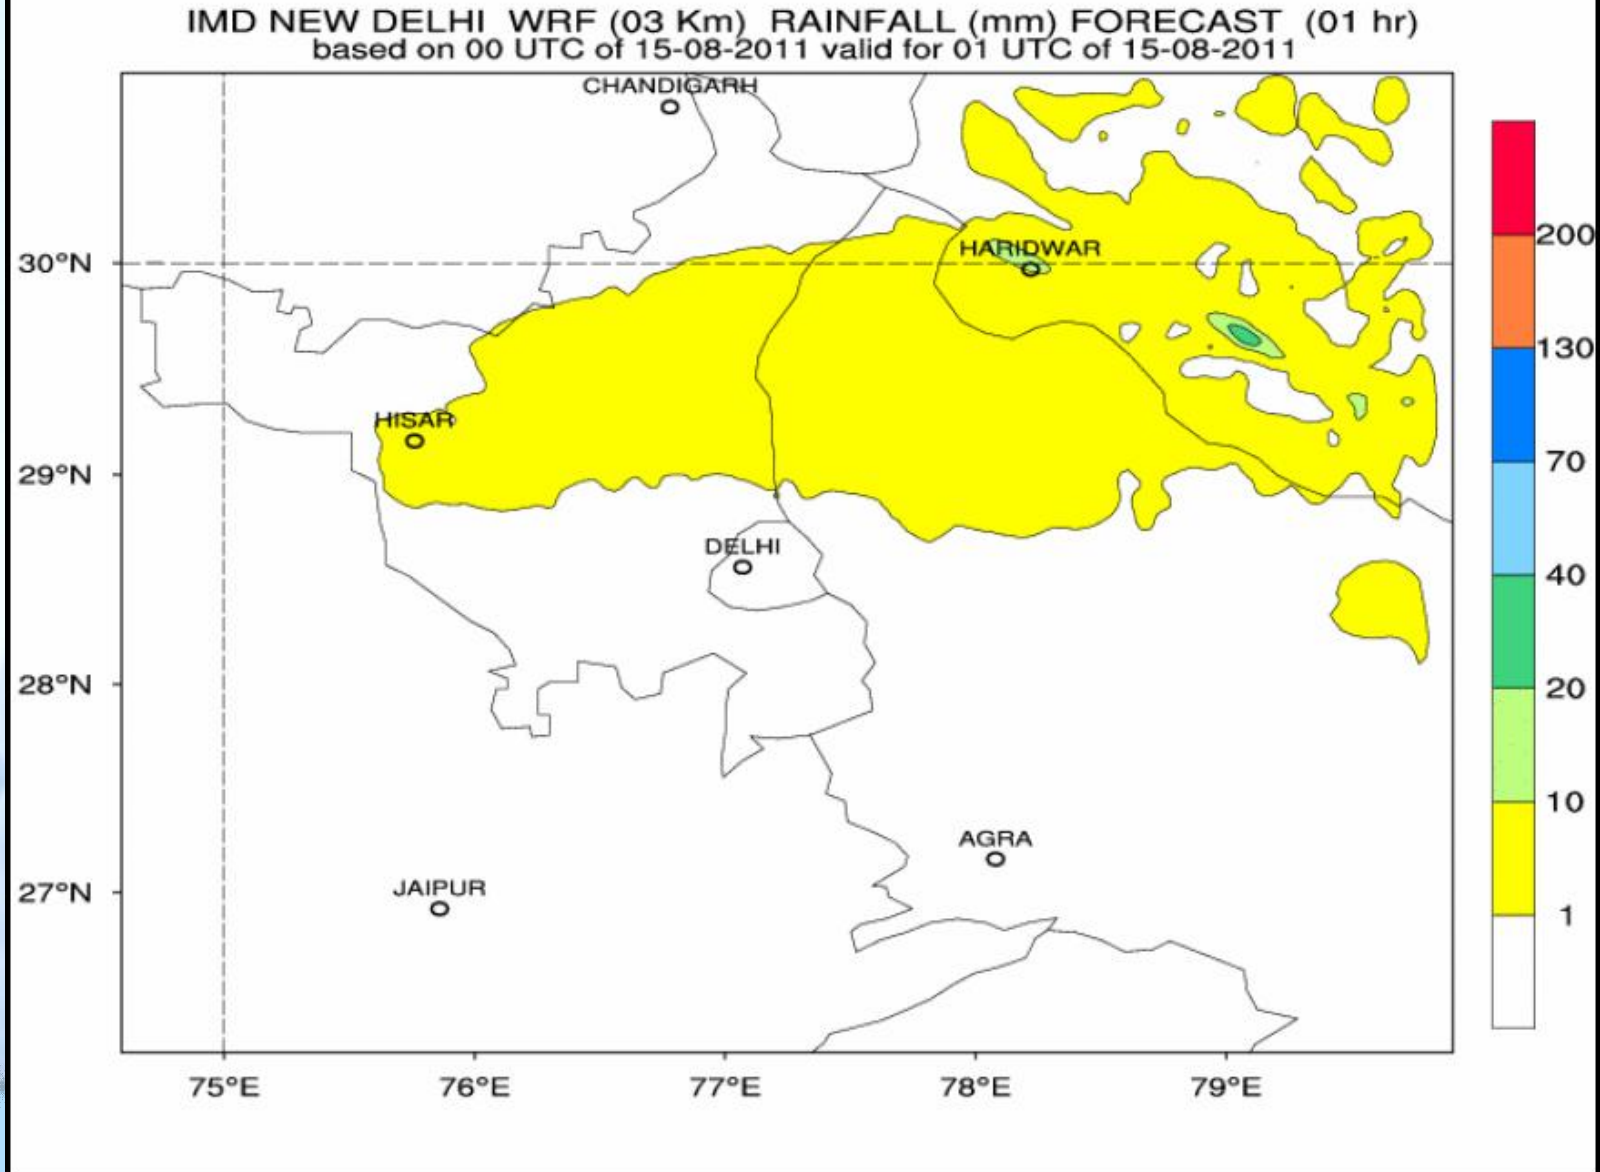 IMD NEW DELHI WRF (03 Km) RAINFALL (mm) FORECAST (01 hr)
based on 00 UTC of 15-08-2011 valid for 01 UTC of 15-08-2011
CHANDIGARH
200
30°N
HARIDWAR
130
HISAR
70
29°N
DELHI
40
28°N
20
10
AGRA
27°N
JAIPUR
1
75°E 76°E 77°E 78°E 79°E